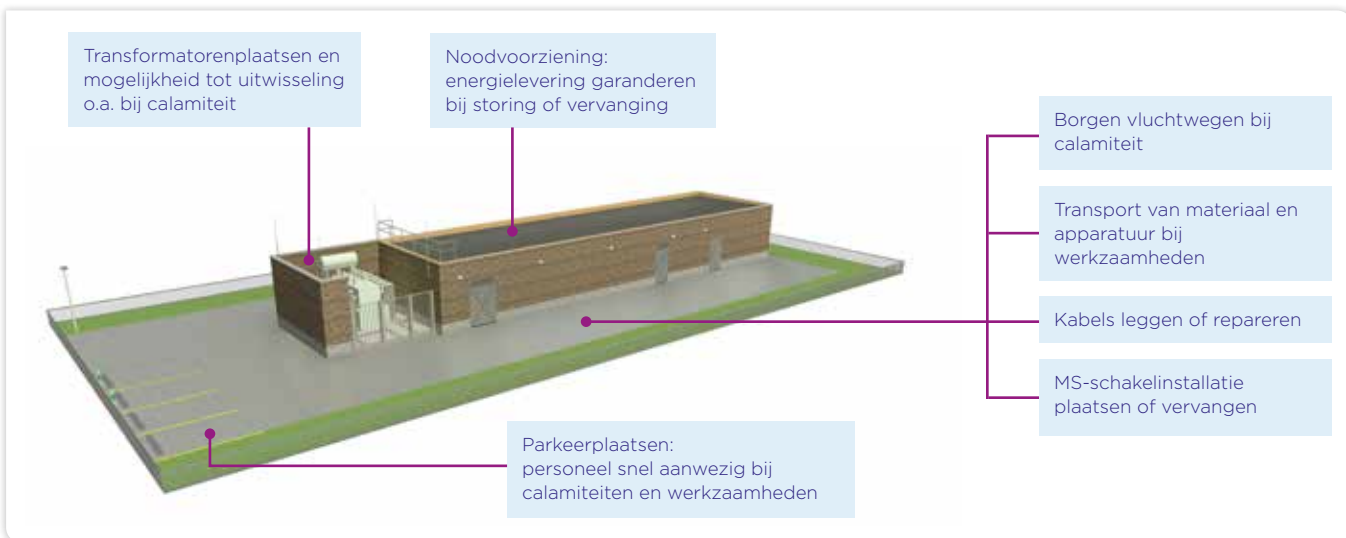 Transformatorenplaatsen en
mogelijkheid tot uitwisseling
o.a. bij calamiteit
Noodvoorziening:
energielevering garanderen
bij storing of vervanging
Borgen vluchtwegen bij
calamiteit
Transport van materiaal en
apparatuur bij
werkzaamheden
Kabels leggen of repareren
MS-schakelinstallatie
plaatsen of vervangen
Parkeerplaatsen:
personeel snel aanwezig bij
calamiteiten en werkzaamheden